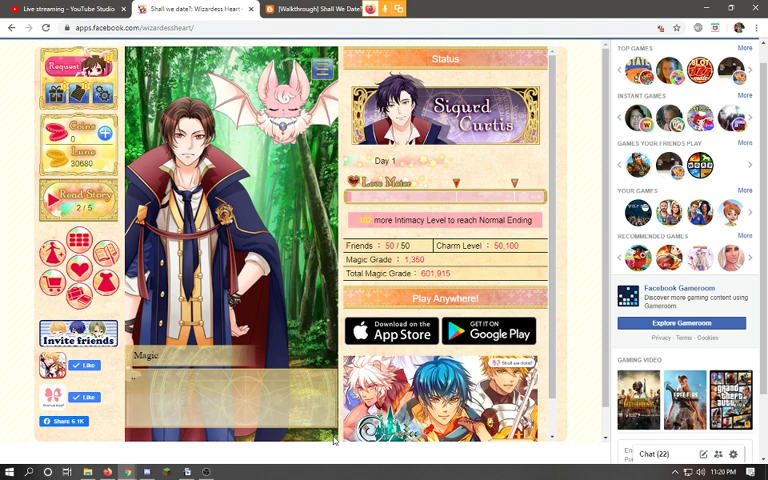 Live streaming - YouTube Studio
Shall we date?: Wizardess Heart -
[Walkthrough] Shall We Date?
apps.facebook.com/wizardessheart/
Request
Coins
0
Lune
30680
Read Story
2 / 5
Invite friends
Like
Like
Share 6.1K
Magic
Status
Sigurd
Curtis
Day 1
Love Meter
more Intimacy Level to reach Normal Ending
Friends : 50 / 50
Charm Level : 50,100
Magic Grade : 1,350
Total Magic Grade : 601,915
Play Anywhere!
Download on the
App Store
GET IT ON
Google Play
Shall we date?
TOP GAMES
More
INSTANT GAMES
More
GAMES YOUR FRIENDS PLAY
More
YOUR GAMES
More
RECOMMENDED GAMES
More
Facebook Gameroom
Discover more gaming content using
Gameroom.
Explore Gameroom
Privacy · Terms · Cookies
GAMING VIDEO
Chat (22)
11:20 PM